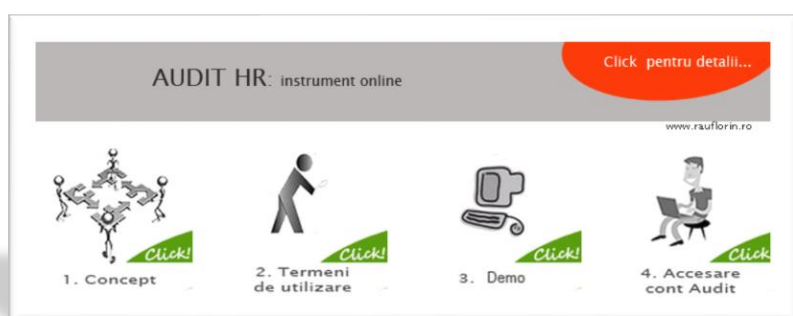 AUDIT HR: instrument online
Click pentru detalii...
www.rauflorin.ro
Click!
1. Concept
Click!
2. Termeni
de utilizare
Click!
3. Demo
Click
4. Accesare
cont Audit